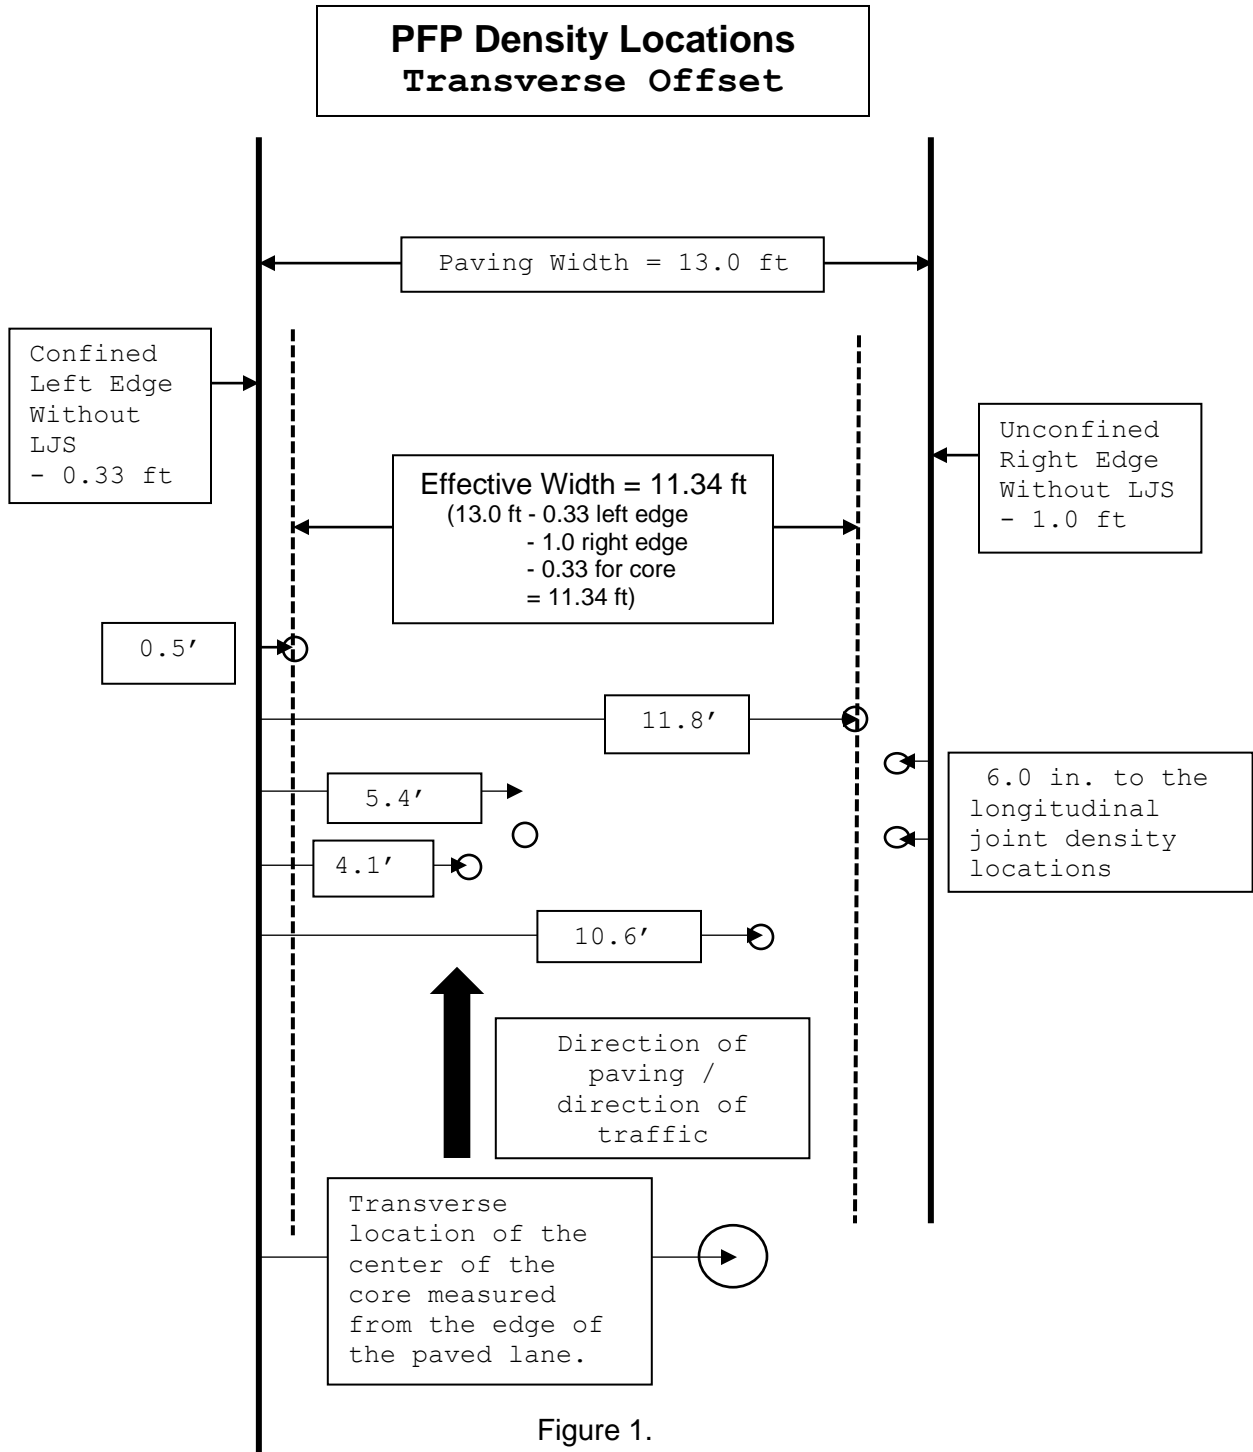 PFP Density Locations
Transverse Offset
Paving Width = 13.0 ft
Confined
Left Edge
Without
LJS
- 0.33 ft
Unconfined
Right Edge
Without LJS
- 1.0 ft
Effective Width = 11.34 ft
(13.0 ft - 0.33 left edge
- 1.0 right edge
- 0.33 for core
= 11.34 ft)
0.5’
11.8’
6.0 in. to the
longitudinal
joint density
locations
5.4’
4.1’
10.6’
Direction of
paving /
direction of
traffic
Transverse
location of the
center of the
core measured
from the edge of
the paved lane.
Figure 1.